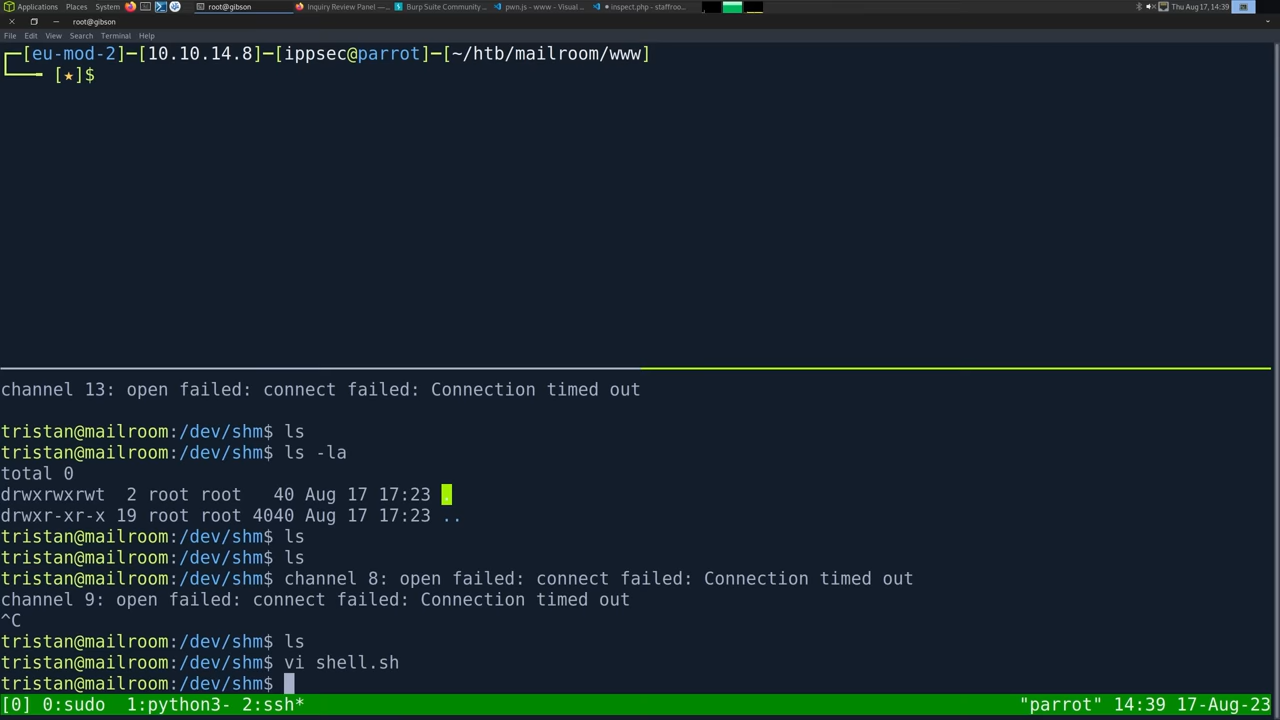 Applications Places System root@gibson Inquiry Review Panel —... Burp Suite Community ... pwn.js - www - Visual ... ● inspect.php - staffroo... Thu Aug 17, 14:39
root@gibson
File Edit View Search Terminal Help
┌─[eu-mod-2]─[10.10.14.8]─[ippsec@parrot]─[~/htb/mailroom/www]
└──╼ [★]$
channel 13: open failed: connect failed: Connection timed out
tristan@mailroom:/dev/shm$ ls
tristan@mailroom:/dev/shm$ ls -la
total 0
drwxrwxrwt  2 root root   40 Aug 17 17:23 .
drwxr-xr-x 19 root root 4040 Aug 17 17:23 ..
tristan@mailroom:/dev/shm$ ls
tristan@mailroom:/dev/shm$ ls
tristan@mailroom:/dev/shm$ channel 8: open failed: connect failed: Connection timed out
channel 9: open failed: connect failed: Connection timed out
^C
tristan@mailroom:/dev/shm$ ls
tristan@mailroom:/dev/shm$ vi shell.sh
tristan@mailroom:/dev/shm$
[0] 0:sudo  1:python3- 2:ssh* "parrot" 14:39 17-Aug-23